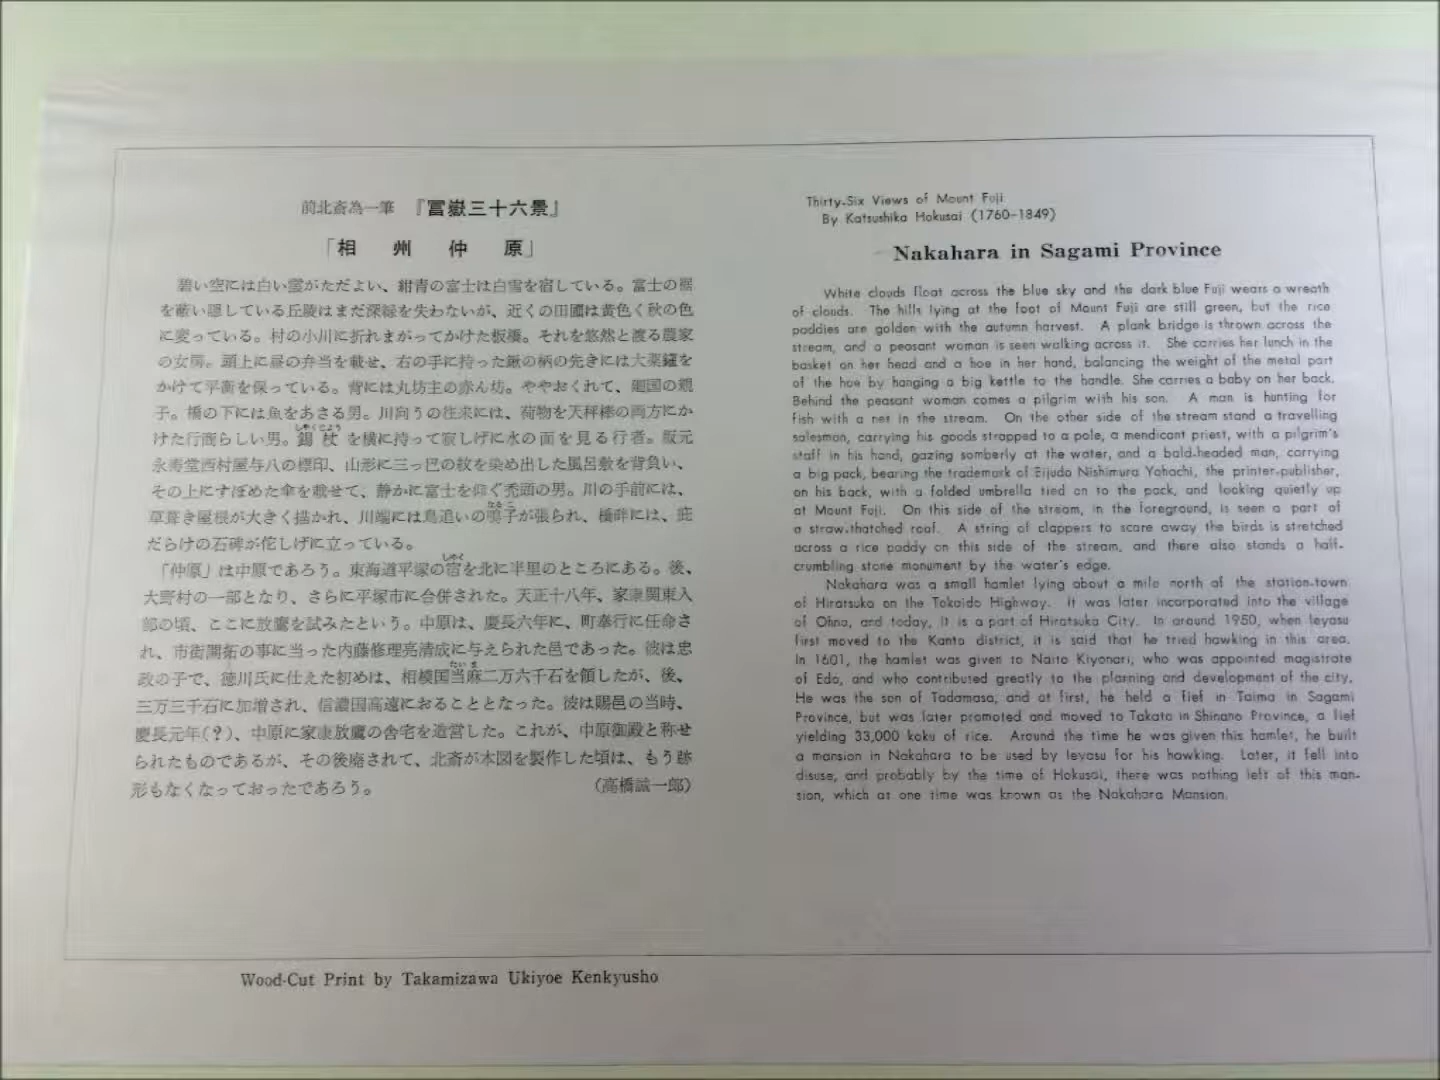 前北斎為一筆 『冨嶽三十六景』
「相州仲原」
碧い空には白い雲がただよい、紺青の富士は白雪を宿している。富士の裾
を蔽い隠している丘陵はまだ深緑を失わないが、近くの田圃は黄色く秋の色
に変っている。村の小川に折れまがってかけた板橋。それを悠然と渡る農家
の女房。頭上に昼の弁当を載せ、右の手に持った鍬の柄の先きには大薬鑵を
かけて平衡を保っている。背には丸坊主の赤ん坊。ややおくれて、廻国の親
子。橋の下には魚をあさる男。川向うの往来には、荷物を天秤棒の両方にか
けた行商らしい男。錫杖を横に持って寂しげに水の面を見る行者。版元
永寿堂西村屋与八の標印、山形に三っ巴の紋を染め出した風呂敷を背負い、
その上にすぼめた傘を載せて、静かに富士を仰ぐ禿頭の男。川の手前には、
草葺き屋根が大きく描かれ、川端には鳥追いの鳴子が張られ、橋畔には、疵
だらけの石碑が侘しげに立っている。
「仲原」は中原であろう。東海道平塚の宿を北に半里のところにある。後、
大野村の一部となり、さらに平塚市に合併された。天正十八年、家康関東入
部の頃、ここに放鷹を試みたという。中原は、慶長六年に、町奉行に任命さ
れ、市街開拓の事に当った内藤修理亮清成に与えられた邑であった。彼は忠
政の子で、徳川氏に仕えた初めは、相模国当麻二万六千石を領したが、後、
三万三千石に加増され、信濃国高遠におることとなった。彼は賜邑の当時、
慶長元年(？)、中原に家康放鷹の舎宅を造営した。これが、中原御殿と称せ
られたものであるが、その後廃されて、北斎が本図を製作した頃は、もう跡
形もなくなっておったであろう。 (高橋誠一郎)
Thirty-Six Views of Mount Fuji
By Katsushika Hokusai (1760-1849)
Nakahara in Sagami Province
White clouds float across the blue sky and the dark blue Fuji wears a wreath
of clouds. The hills lying at the foot of Mount Fuji are still green, but the rice
paddies are golden with the autumn harvest. A plank bridge is thrown across the
stream, and a peasant woman is seen walking across it. She carries her lunch in the
basket on her head and a hoe in her hand, balancing the weight of the metal part
of the hoe by hanging a big kettle to the handle. She carries a baby on her back.
Behind the peasant woman comes a pilgrim with his son. A man is hunting for
fish with a net in the stream. On the other side of the stream stand a travelling
salesman, carrying his goods strapped to a pole, a mendicant priest, with a pilgrim's
staff in his hand, gazing somberly at the water, and a bald-headed man, carrying
a big pack, bearing the trademark of Eijudo Nishimura Yohachi, the printer-publisher,
on his back, with a folded umbrella tied on to the pack, and looking quietly up
at Mount Fuji. On this side of the stream, in the foreground, is seen a part of
a straw-thatched roof. A string of clappers to scare away the birds is stretched
across a rice paddy on this side of the stream, and there also stands a half-
crumbling stone monument by the water's edge.
Nakahara was a small hamlet lying about a mile north of the station-town
of Hiratsuka on the Tokaido Highway. It was later incorporated into the village
of Ohno, and today, it is a part of Hiratsuka City. In around 1950, when Ieyasu
first moved to the Kanto district, it is said that he tried hawking in this area.
In 1601, the hamlet was given to Naito Kiyonari, who was appointed magistrate
of Edo, and who contributed greatly to the planning and development of the city.
He was the son of Tadamasa, and at first, he held a fief in Taima in Sagami
Province, but was later promoted and moved to Takato in Shinano Province, a fief
yielding 33,000 koku of rice. Around the time he was given this hamlet, he built
a mansion in Nakahara to be used by Ieyasu for his hawking. Later, it fell into
disuse, and probably by the time of Hokusai, there was nothing left of this man-
sion, which at one time was known as the Nakahara Mansion.
Wood-Cut Print by Takamizawa Ukiyoe Kenkyusho